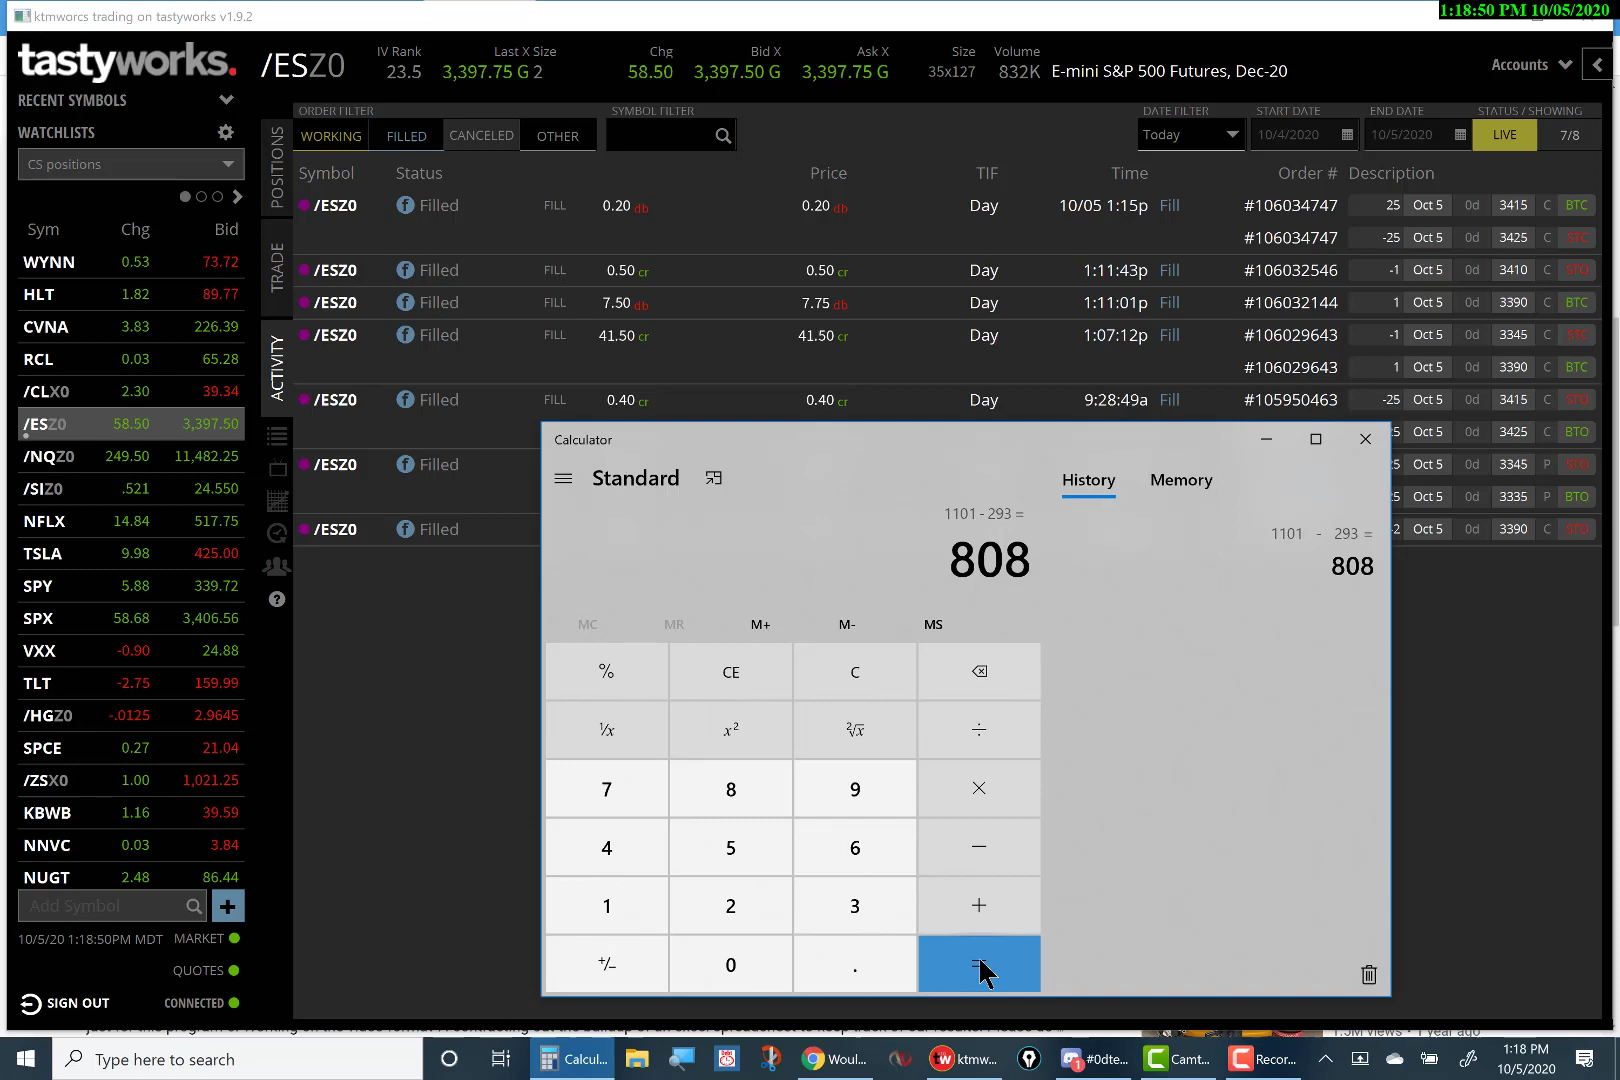 ktmworcs trading on tastyworks v1.9.2
1:18:50 PM 10/05/2020
tastyworks.
/ESZ0
IV Rank
23.5
Last X Size
3,397.75 G 2
Chg
58.50
Bid X
3,397.50 G
Ask X
3,397.75 G
Size
35x127
Volume
832K
E-mini S&P 500 Futures, Dec-20
Accounts
RECENT SYMBOLS
WATCHLISTS
CS positions
Sym Chg Bid
WYNN 0.53 73.72
HLT 1.82 89.77
CVNA 3.83 226.39
RCL 0.03 65.28
/CLX0 2.30 39.34
/ESZ0 58.50 3,397.50
/NQZ0 249.50 11,482.25
/SIZ0 .521 24.550
NFLX 14.84 517.75
TSLA 9.98 425.00
SPY 5.88 339.72
SPX 58.68 3,406.56
VXX -0.90 24.88
TLT -2.75 159.99
/HGZ0 -.0125 2.9645
SPCE 0.27 21.04
/ZSX0 1.00 1,021.25
KBWB 1.16 39.59
NNVC 0.03 3.84
NUGT 2.48 86.44
Add Symbol
10/5/20 1:18:50PM MDT MARKET
QUOTES
SIGN OUT CONNECTED
POSITIONS
TRADE
ACTIVITY
ORDER FILTER
WORKING FILLED CANCELED OTHER
SYMBOL FILTER
DATE FILTER
Today
START DATE
10/4/2020
END DATE
10/5/2020
STATUS / SHOWING
LIVE 7/8
Symbol Status Price TIF Time Order # Description
/ESZ0 f Filled FILL 0.20 db 0.20 db Day 10/05 1:15p Fill #106034747 25 Oct 5 0d 3415 C BTC
#106034747 -25 Oct 5 0d 3425 C STC
/ESZ0 f Filled FILL 0.50 cr 0.50 cr Day 1:11:43p Fill #106032546 -1 Oct 5 0d 3410 C STO
/ESZ0 f Filled FILL 7.50 db 7.75 db Day 1:11:01p Fill #106032144 1 Oct 5 0d 3390 C BTC
/ESZ0 f Filled FILL 41.50 cr 41.50 cr Day 1:07:12p Fill #106029643 -1 Oct 5 0d 3345 C STC
#106029643 1 Oct 5 0d 3390 C BTC
/ESZ0 f Filled FILL 0.40 cr 0.40 cr Day 9:28:49a Fill #105950463 -25 Oct 5 0d 3415 C STO
5 Oct 5 0d 3425 C BTO
/ESZ0 f Filled 5 Oct 5 0d 3345 P STO
5 Oct 5 0d 3335 P BTO
/ESZ0 f Filled -2 Oct 5 0d 3390 C STO
Calculator
Standard
History Memory
1101 - 293 =
808
1101 - 293 =
808
MC MR M+ M- MS
% CE C
1/x x² ²√x ÷
7 8 9 ×
4 5 6 −
1 2 3 +
+/− 0 . =
1.5M views • 1 year ago
Type here to search
Calcul...
Woul...
ktmw...
#0dte...
Camt...
Recor...
1:18 PM
10/5/2020